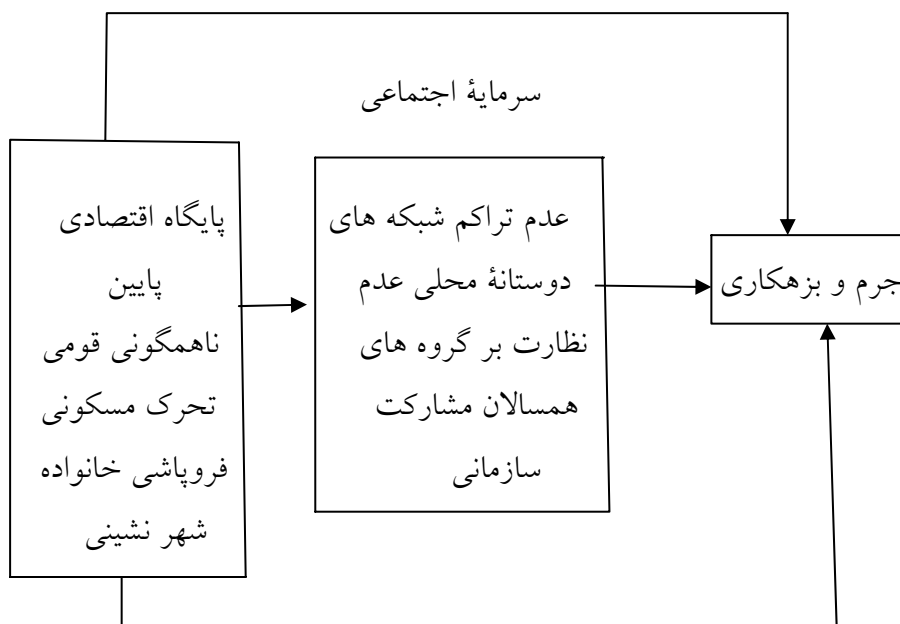 سرمایهٔ اجتماعی
پایگاه اقتصادی
پایین
ناهمگونی قومی
تحرک مسکونی
فروپاشی خانواده
شهر نشینی
عدم تراکم شبکه های
دوستانهٔ محلی عدم
نظارت بر گروه های
همسالان مشارکت
سازمانی
جرم و بزهکاری